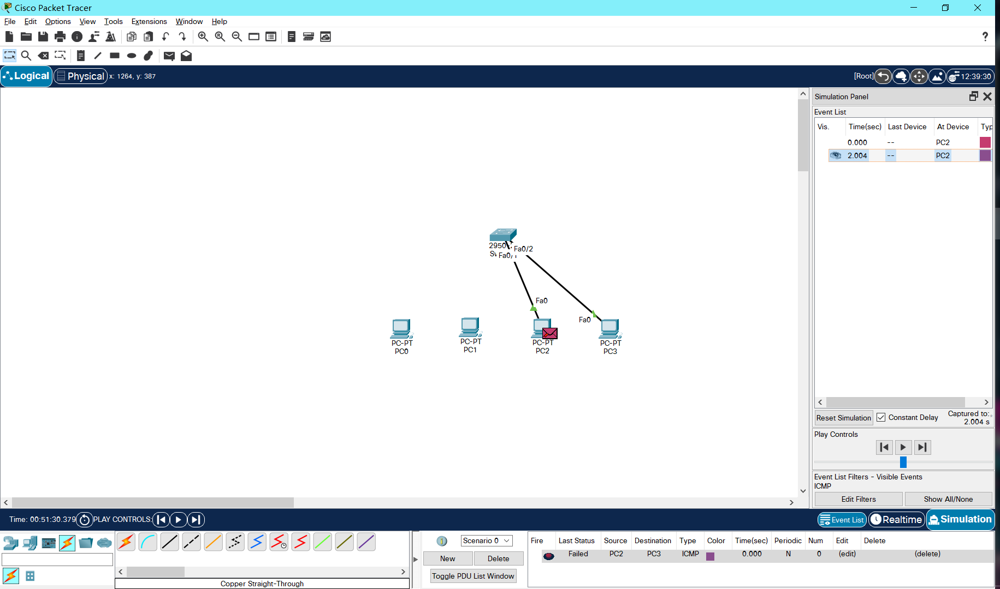 Cisco Packet Tracer
File Edit Options View Tools Extensions Window Help
Logical Physical x: 1264, y: 387 [Root] 12:39:30
Simulation Panel
Event List
Vis. Time(sec) Last Device At Device Typ
0.000 -- PC2
2.004 -- PC2
2950
Fa0/2
Fa0/1
Fa0
Fa0
PC-PT
PC0
PC-PT
PC1
PC-PT
PC2
PC-PT
PC3
Reset Simulation Constant Delay Captured to:
2.004 s
Play Controls
Event List Filters - Visible Events
ICMP
Edit Filters Show All/None
Time: 00:51:30.379 PLAY CONTROLS: Event List Realtime Simulation
Scenario 0
New Delete
Toggle PDU List Window
Fire Last Status Source Destination Type Color Time(sec) Periodic Num Edit Delete
Failed PC2 PC3 ICMP 0.000 N 0 (edit) (delete)
Copper Straight-Through